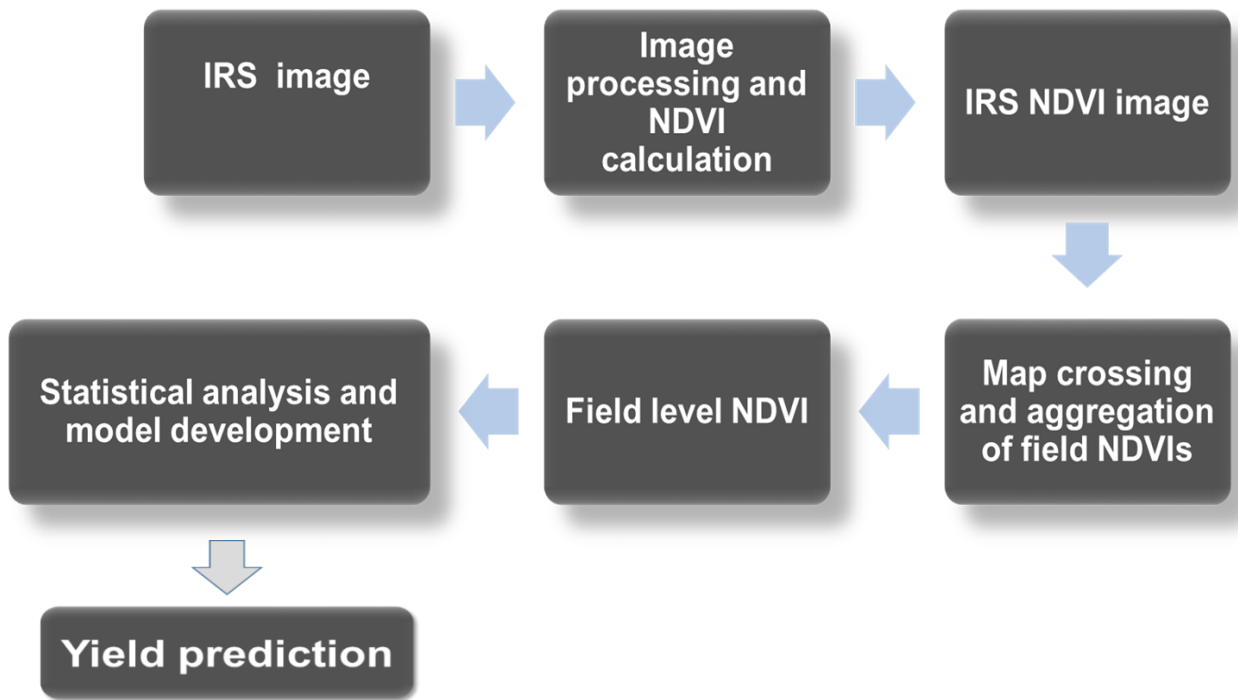 IRS  image
Image
processing and
NDVI
calculation
IRS NDVI image
Map crossing
and aggregation
of field NDVIs
Field level NDVI
Statistical analysis and
model development
Yield prediction